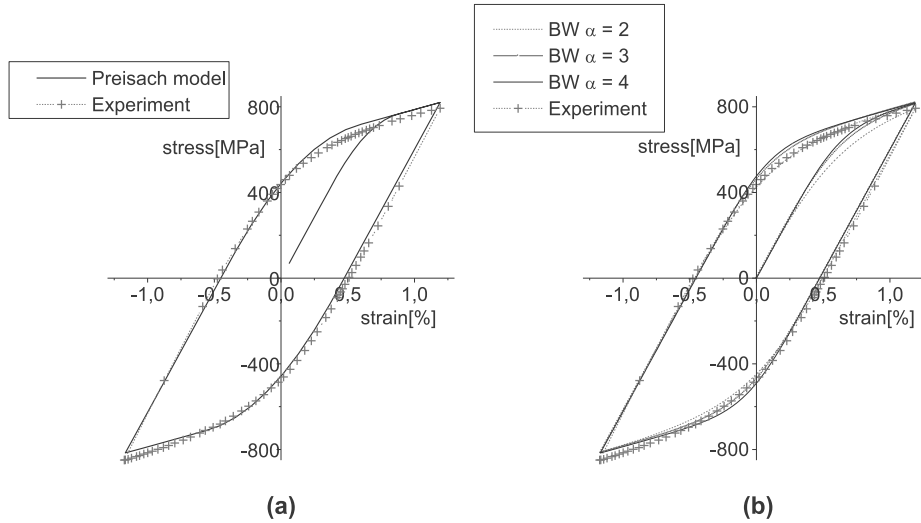 Preisach model
Experiment
800
stress[MPa]
400
0
-1,0
-0,5
0,0
0,5
1,0
strain[%]
-400
-800
(a)
BW α = 2
BW α = 3
BW α = 4
Experiment
800
stress[MPa]
400
0
-1,0
-0,5
0,0
0,5
1,0
strain[%]
-400
-800
(b)